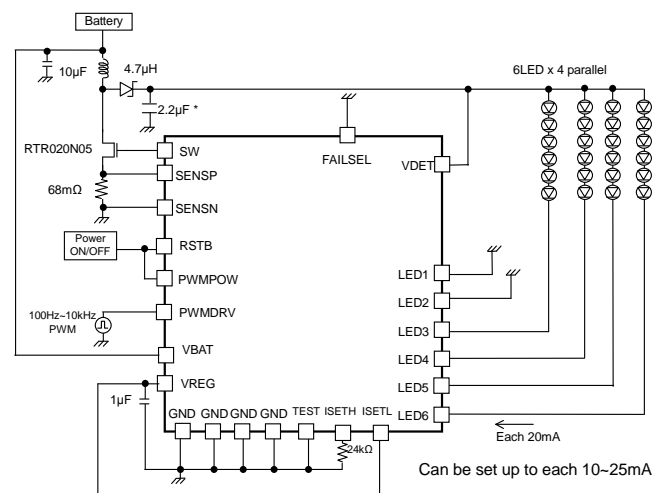 Battery
10µF
4.7µH
6LED x 4 parallel
2.2µF *
RTR020N05
SW
FAILSEL
VDET
SENSP
68mΩ
SENSN
Power
ON/OFF
RSTB
PWMPOW
LED1
LED2
100Hz~10kHz
PWM
PWMDRV
LED3
VBAT
LED4
VREG
LED5
1µF
GND GND GND GND TEST ISETH ISETL
LED6
24kΩ
Each 20mA
Can be set up to each 10~25mA